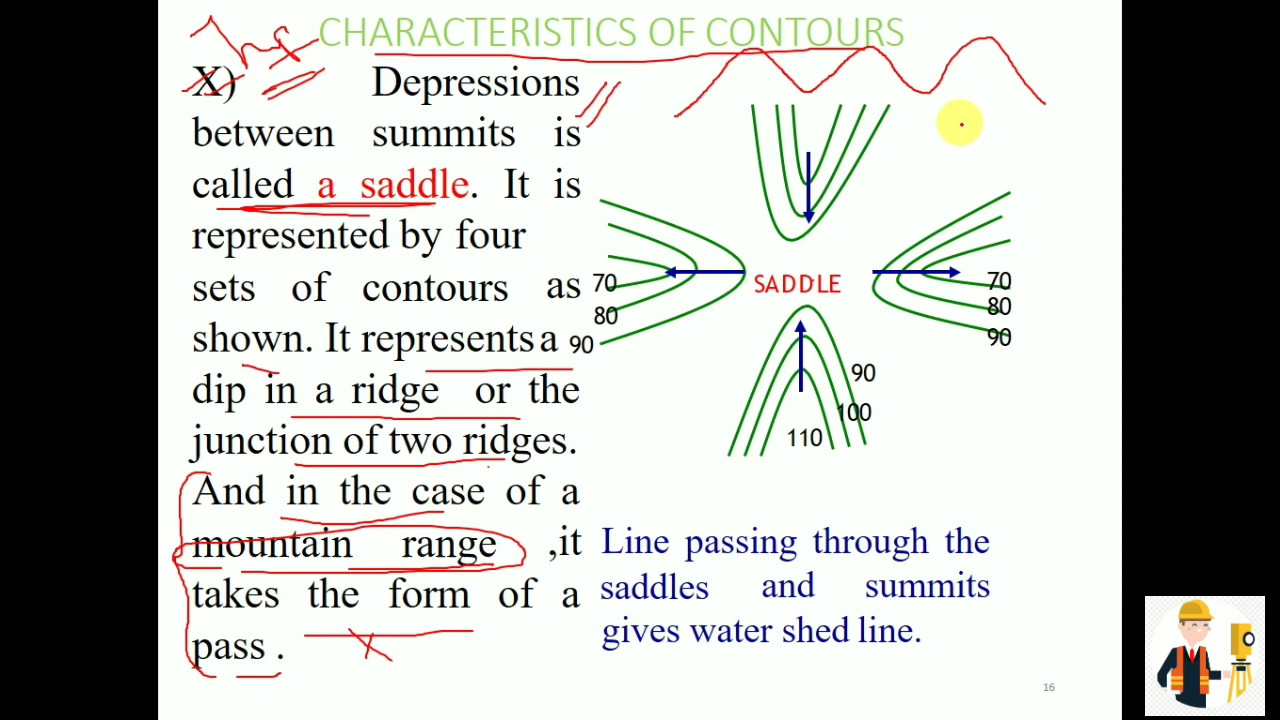 CHARACTERISTICS OF CONTOURS
X) Depressions
between summits is
called a saddle. It is
represented by four
sets of contours as
shown. It represents a
dip in a ridge or the
junction of two ridges.
And in the case of a
mountain range ,it
takes the form of a
pass .
SADDLE
70
80
90
70
80
90
90
100
110
Line passing through the
saddles and summits
gives water shed line.
16